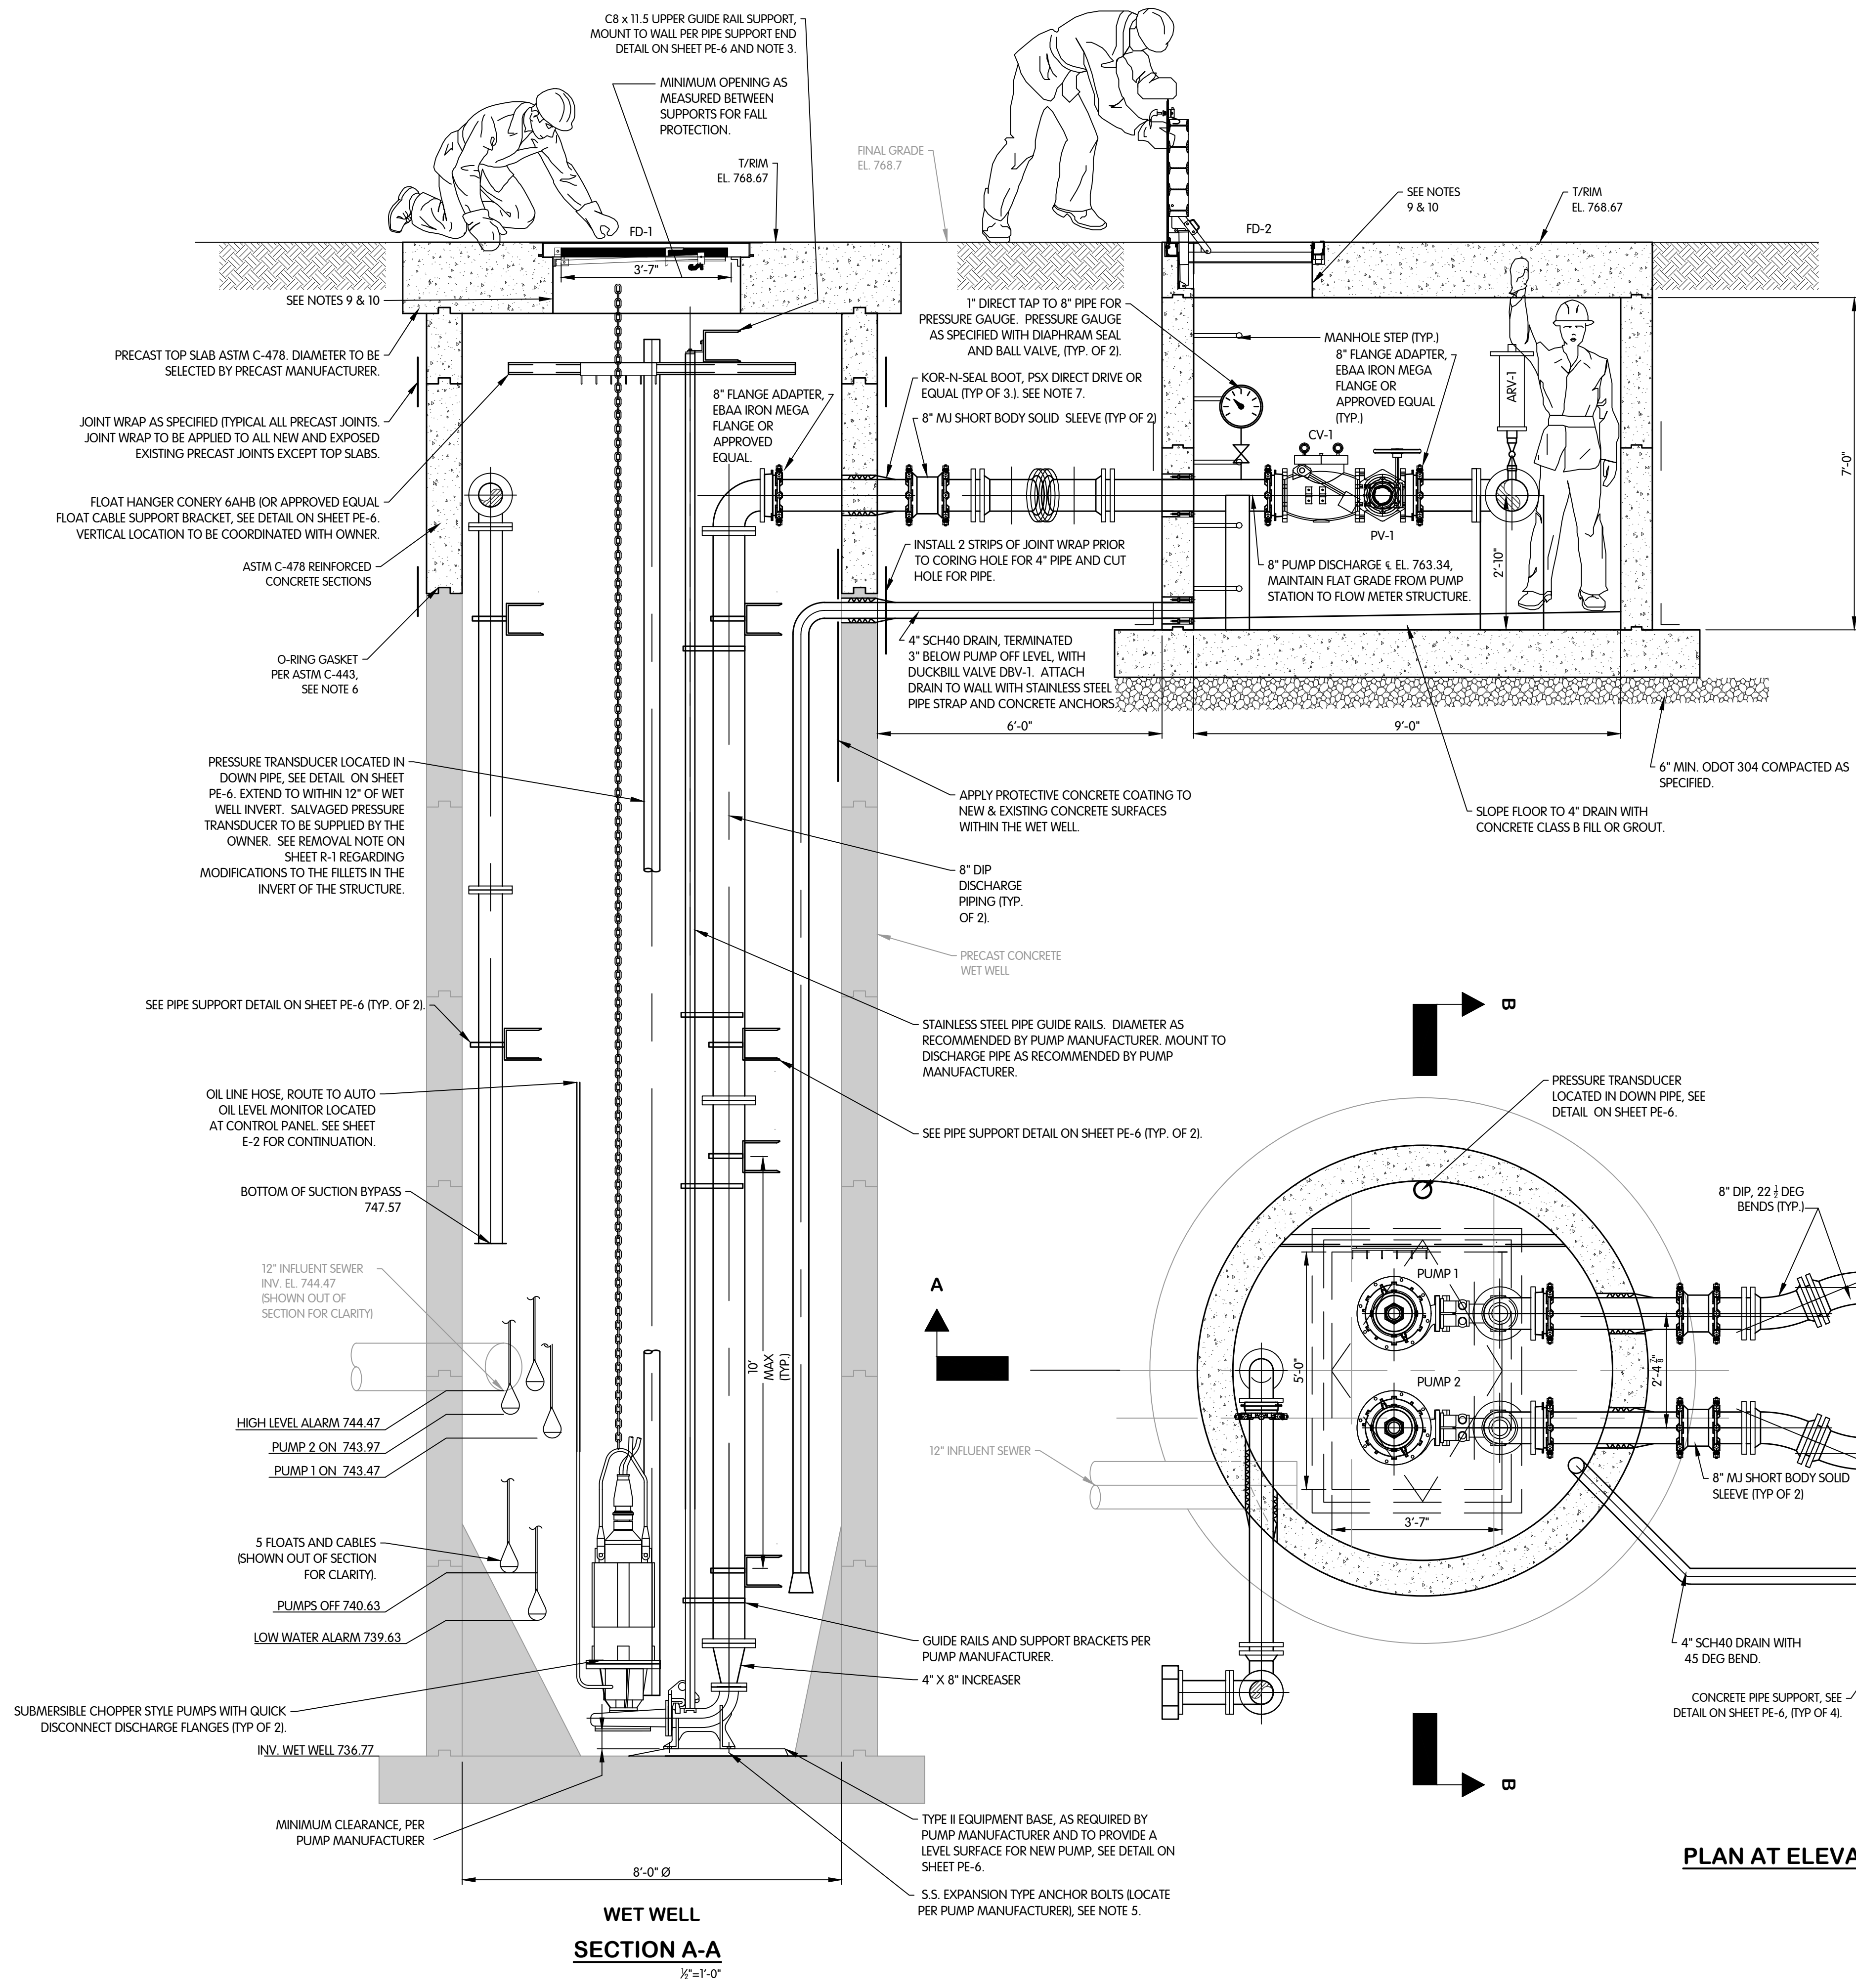 C8 x 11.5 UPPER GUIDE RAIL SUPPORT,
MOUNT TO WALL PER PIPE SUPPORT END
DETAIL ON SHEET PE-6 AND NOTE 3.
MINIMUM OPENING AS
MEASURED BETWEEN
SUPPORTS FOR FALL
PROTECTION.
T/RIM
EL. 768.67
FINAL GRADE
EL. 768.7
SEE NOTES
9 & 10
T/RIM
EL. 768.67
FD-1
FD-2
3'-7"
SEE NOTES 9 & 10
PRECAST TOP SLAB ASTM C-478. DIAMETER TO BE
SELECTED BY PRECAST MANUFACTURER.
JOINT WRAP AS SPECIFIED (TYPICAL ALL PRECAST JOINTS.
JOINT WRAP TO BE APPLIED TO ALL NEW AND EXPOSED
EXISTING PRECAST JOINTS EXCEPT TOP SLABS.
FLOAT HANGER CONERY 6AHB (OR APPROVED EQUAL
FLOAT CABLE SUPPORT BRACKET, SEE DETAIL ON SHEET PE-6.
VERTICAL LOCATION TO BE COORDINATED WITH OWNER.
ASTM C-478 REINFORCED
CONCRETE SECTIONS
O-RING GASKET
PER ASTM C-443,
SEE NOTE 6
8" FLANGE ADAPTER,
EBAA IRON MEGA
FLANGE OR
APPROVED
EQUAL.
1" DIRECT TAP TO 8" PIPE FOR
PRESSURE GAUGE. PRESSURE GAUGE
AS SPECIFIED WITH DIAPHRAM SEAL
AND BALL VALVE, (TYP. OF 2).
KOR-N-SEAL BOOT, PSX DIRECT DRIVE OR
EQUAL (TYP OF 3.). SEE NOTE 7.
8" MJ SHORT BODY SOLID SLEEVE (TYP OF 2)
MANHOLE STEP (TYP.)
8" FLANGE ADAPTER,
EBAA IRON MEGA
FLANGE OR
APPROVED EQUAL
(TYP.)
ARV-1
CV-1
PV-1
7'-0"
2'-10"
INSTALL 2 STRIPS OF JOINT WRAP PRIOR
TO CORING HOLE FOR 4" PIPE AND CUT
HOLE FOR PIPE.
8" PUMP DISCHARGE ℄ EL. 763.34,
MAINTAIN FLAT GRADE FROM PUMP
STATION TO FLOW METER STRUCTURE.
4" SCH40 DRAIN, TERMINATED
3" BELOW PUMP OFF LEVEL, WITH
DUCKBILL VALVE DBV-1. ATTACH
DRAIN TO WALL WITH STAINLESS STEEL
PIPE STRAP AND CONCRETE ANCHORS.
6'-0"
9'-0"
6" MIN. ODOT 304 COMPACTED AS
SPECIFIED.
SLOPE FLOOR TO 4" DRAIN WITH
CONCRETE CLASS B FILL OR GROUT.
PRESSURE TRANSDUCER LOCATED IN
DOWN PIPE, SEE DETAIL ON SHEET
PE-6. EXTEND TO WITHIN 12" OF WET
WELL INVERT. SALVAGED PRESSURE
TRANSDUCER TO BE SUPPLIED BY THE
OWNER. SEE REMOVAL NOTE ON
SHEET R-1 REGARDING
MODIFICATIONS TO THE FILLETS IN THE
INVERT OF THE STRUCTURE.
APPLY PROTECTIVE CONCRETE COATING TO
NEW & EXISTING CONCRETE SURFACES
WITHIN THE WET WELL.
8" DIP
DISCHARGE
PIPING (TYP.
OF 2).
PRECAST CONCRETE
WET WELL
SEE PIPE SUPPORT DETAIL ON SHEET PE-6 (TYP. OF 2).
STAINLESS STEEL PIPE GUIDE RAILS. DIAMETER AS
RECOMMENDED BY PUMP MANUFACTURER. MOUNT TO
DISCHARGE PIPE AS RECOMMENDED BY PUMP
MANUFACTURER.
OIL LINE HOSE, ROUTE TO AUTO
OIL LEVEL MONITOR LOCATED
AT CONTROL PANEL. SEE SHEET
E-2 FOR CONTINUATION.
SEE PIPE SUPPORT DETAIL ON SHEET PE-6 (TYP. OF 2).
BOTTOM OF SUCTION BYPASS
747.57
12" INFLUENT SEWER
INV. EL. 744.47
(SHOWN OUT OF
SECTION FOR CLARITY)
10'
MAX
(TYP.)
HIGH LEVEL ALARM 744.47
PUMP 2 ON 743.97
PUMP 1 ON 743.47
5 FLOATS AND CABLES
(SHOWN OUT OF SECTION
FOR CLARITY).
PUMPS OFF 740.63
LOW WATER ALARM 739.63
SUBMERSIBLE CHOPPER STYLE PUMPS WITH QUICK
DISCONNECT DISCHARGE FLANGES (TYP OF 2).
INV. WET WELL 736.77
MINIMUM CLEARANCE, PER
PUMP MANUFACTURER
GUIDE RAILS AND SUPPORT BRACKETS PER
PUMP MANUFACTURER.
4" X 8" INCREASER
TYPE II EQUIPMENT BASE, AS REQUIRED BY
PUMP MANUFACTURER AND TO PROVIDE A
LEVEL SURFACE FOR NEW PUMP, SEE DETAIL ON
SHEET PE-6.
S.S. EXPANSION TYPE ANCHOR BOLTS (LOCATE
PER PUMP MANUFACTURER), SEE NOTE 5.
8'-0" Ø
WET WELL
SECTION A-A
½"=1'-0"
B
PRESSURE TRANSDUCER
LOCATED IN DOWN PIPE, SEE
DETAIL ON SHEET PE-6.
8" DIP, 22 ½ DEG
BENDS (TYP.)
A
PUMP 1
5'-0"
2'-4 ⅞"
PUMP 2
12" INFLUENT SEWER
8" MJ SHORT BODY SOLID
SLEEVE (TYP OF 2)
3'-7"
4" SCH40 DRAIN WITH
45 DEG BEND.
CONCRETE PIPE SUPPORT, SEE
DETAIL ON SHEET PE-6, (TYP OF 4).
B
PLAN AT ELEVA